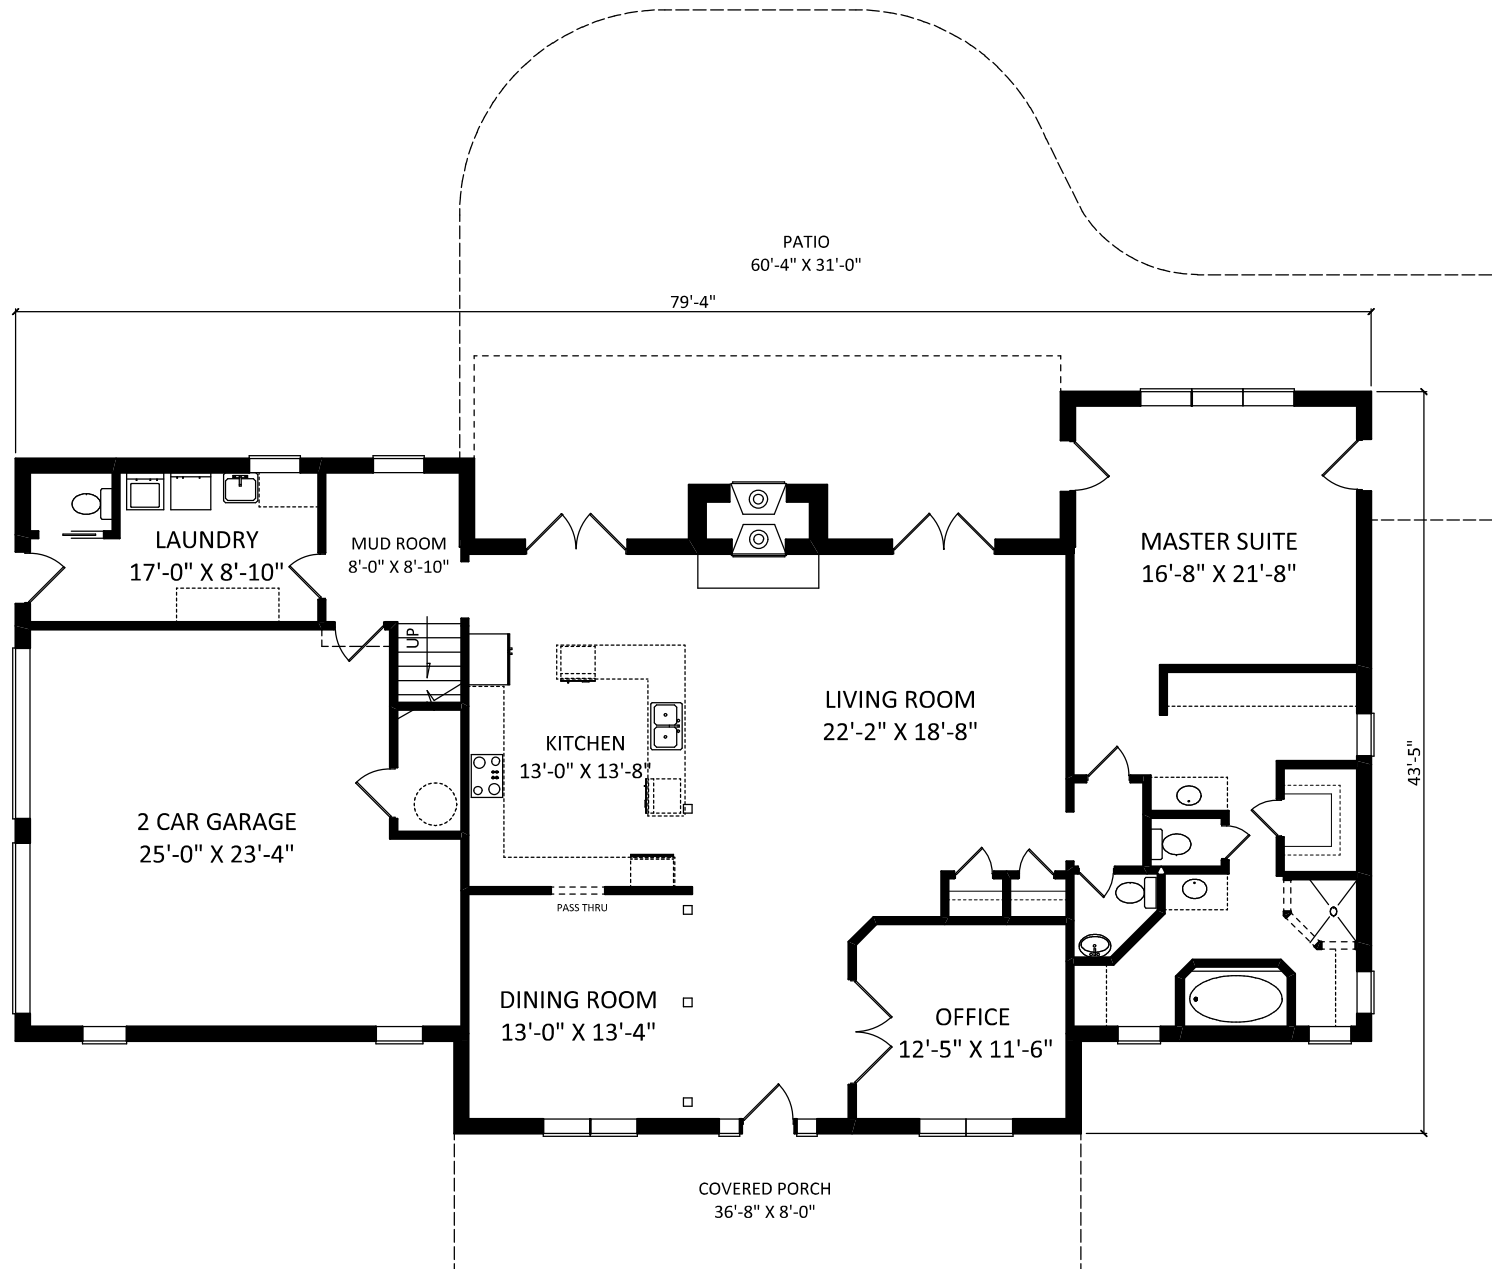 PATIO
60'-4" X 31'-0"
79'-4"
LAUNDRY
17'-0" X 8'-10"
MUD ROOM
8'-0" X 8'-10"
UP
MASTER SUITE
16'-8" X 21'-8"
LIVING ROOM
22'-2" X 18'-8"
KITCHEN
13'-0" X 13'-8"
43'-5"
2 CAR GARAGE
25'-0" X 23'-4"
PASS THRU
DINING ROOM
13'-0" X 13'-4"
OFFICE
12'-5" X 11'-6"
COVERED PORCH
36'-8" X 8'-0"